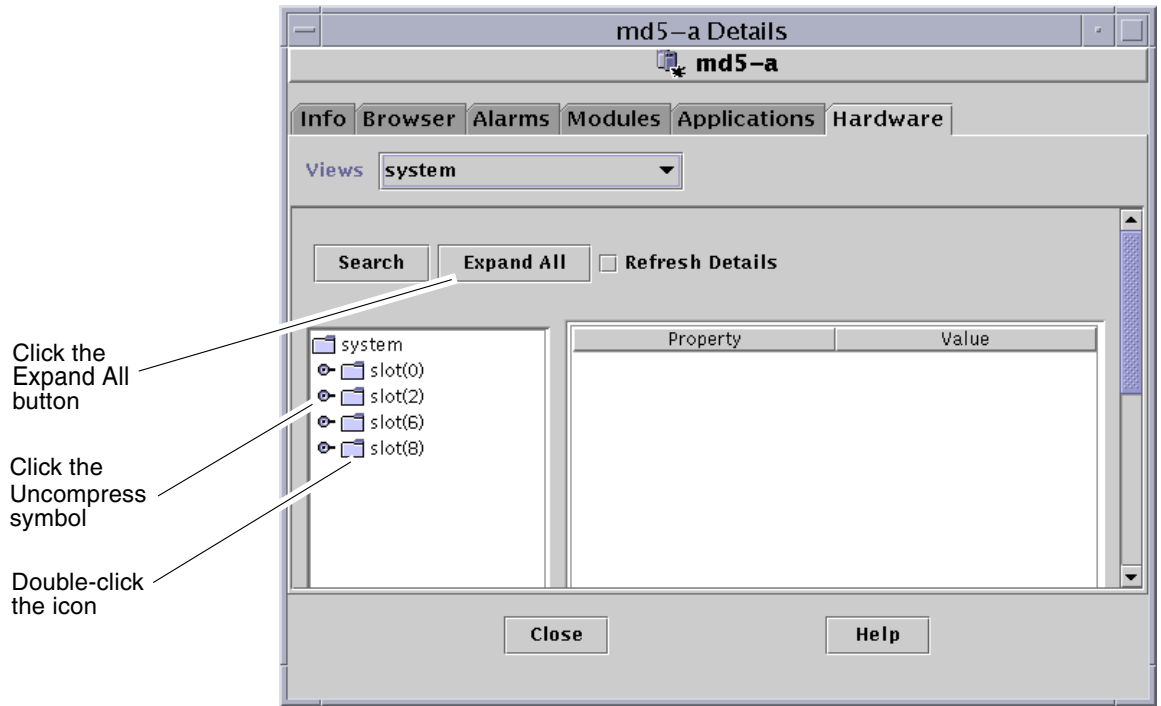 md5–a Details
md5–a
Info Browser Alarms Modules Applications Hardware
Views system
Search Expand All Refresh Details
Property Value
system
slot(0)
slot(2)
slot(6)
slot(8)
Click the
Expand All
button
Click the
Uncompress
symbol
Double-click
the icon
Close Help